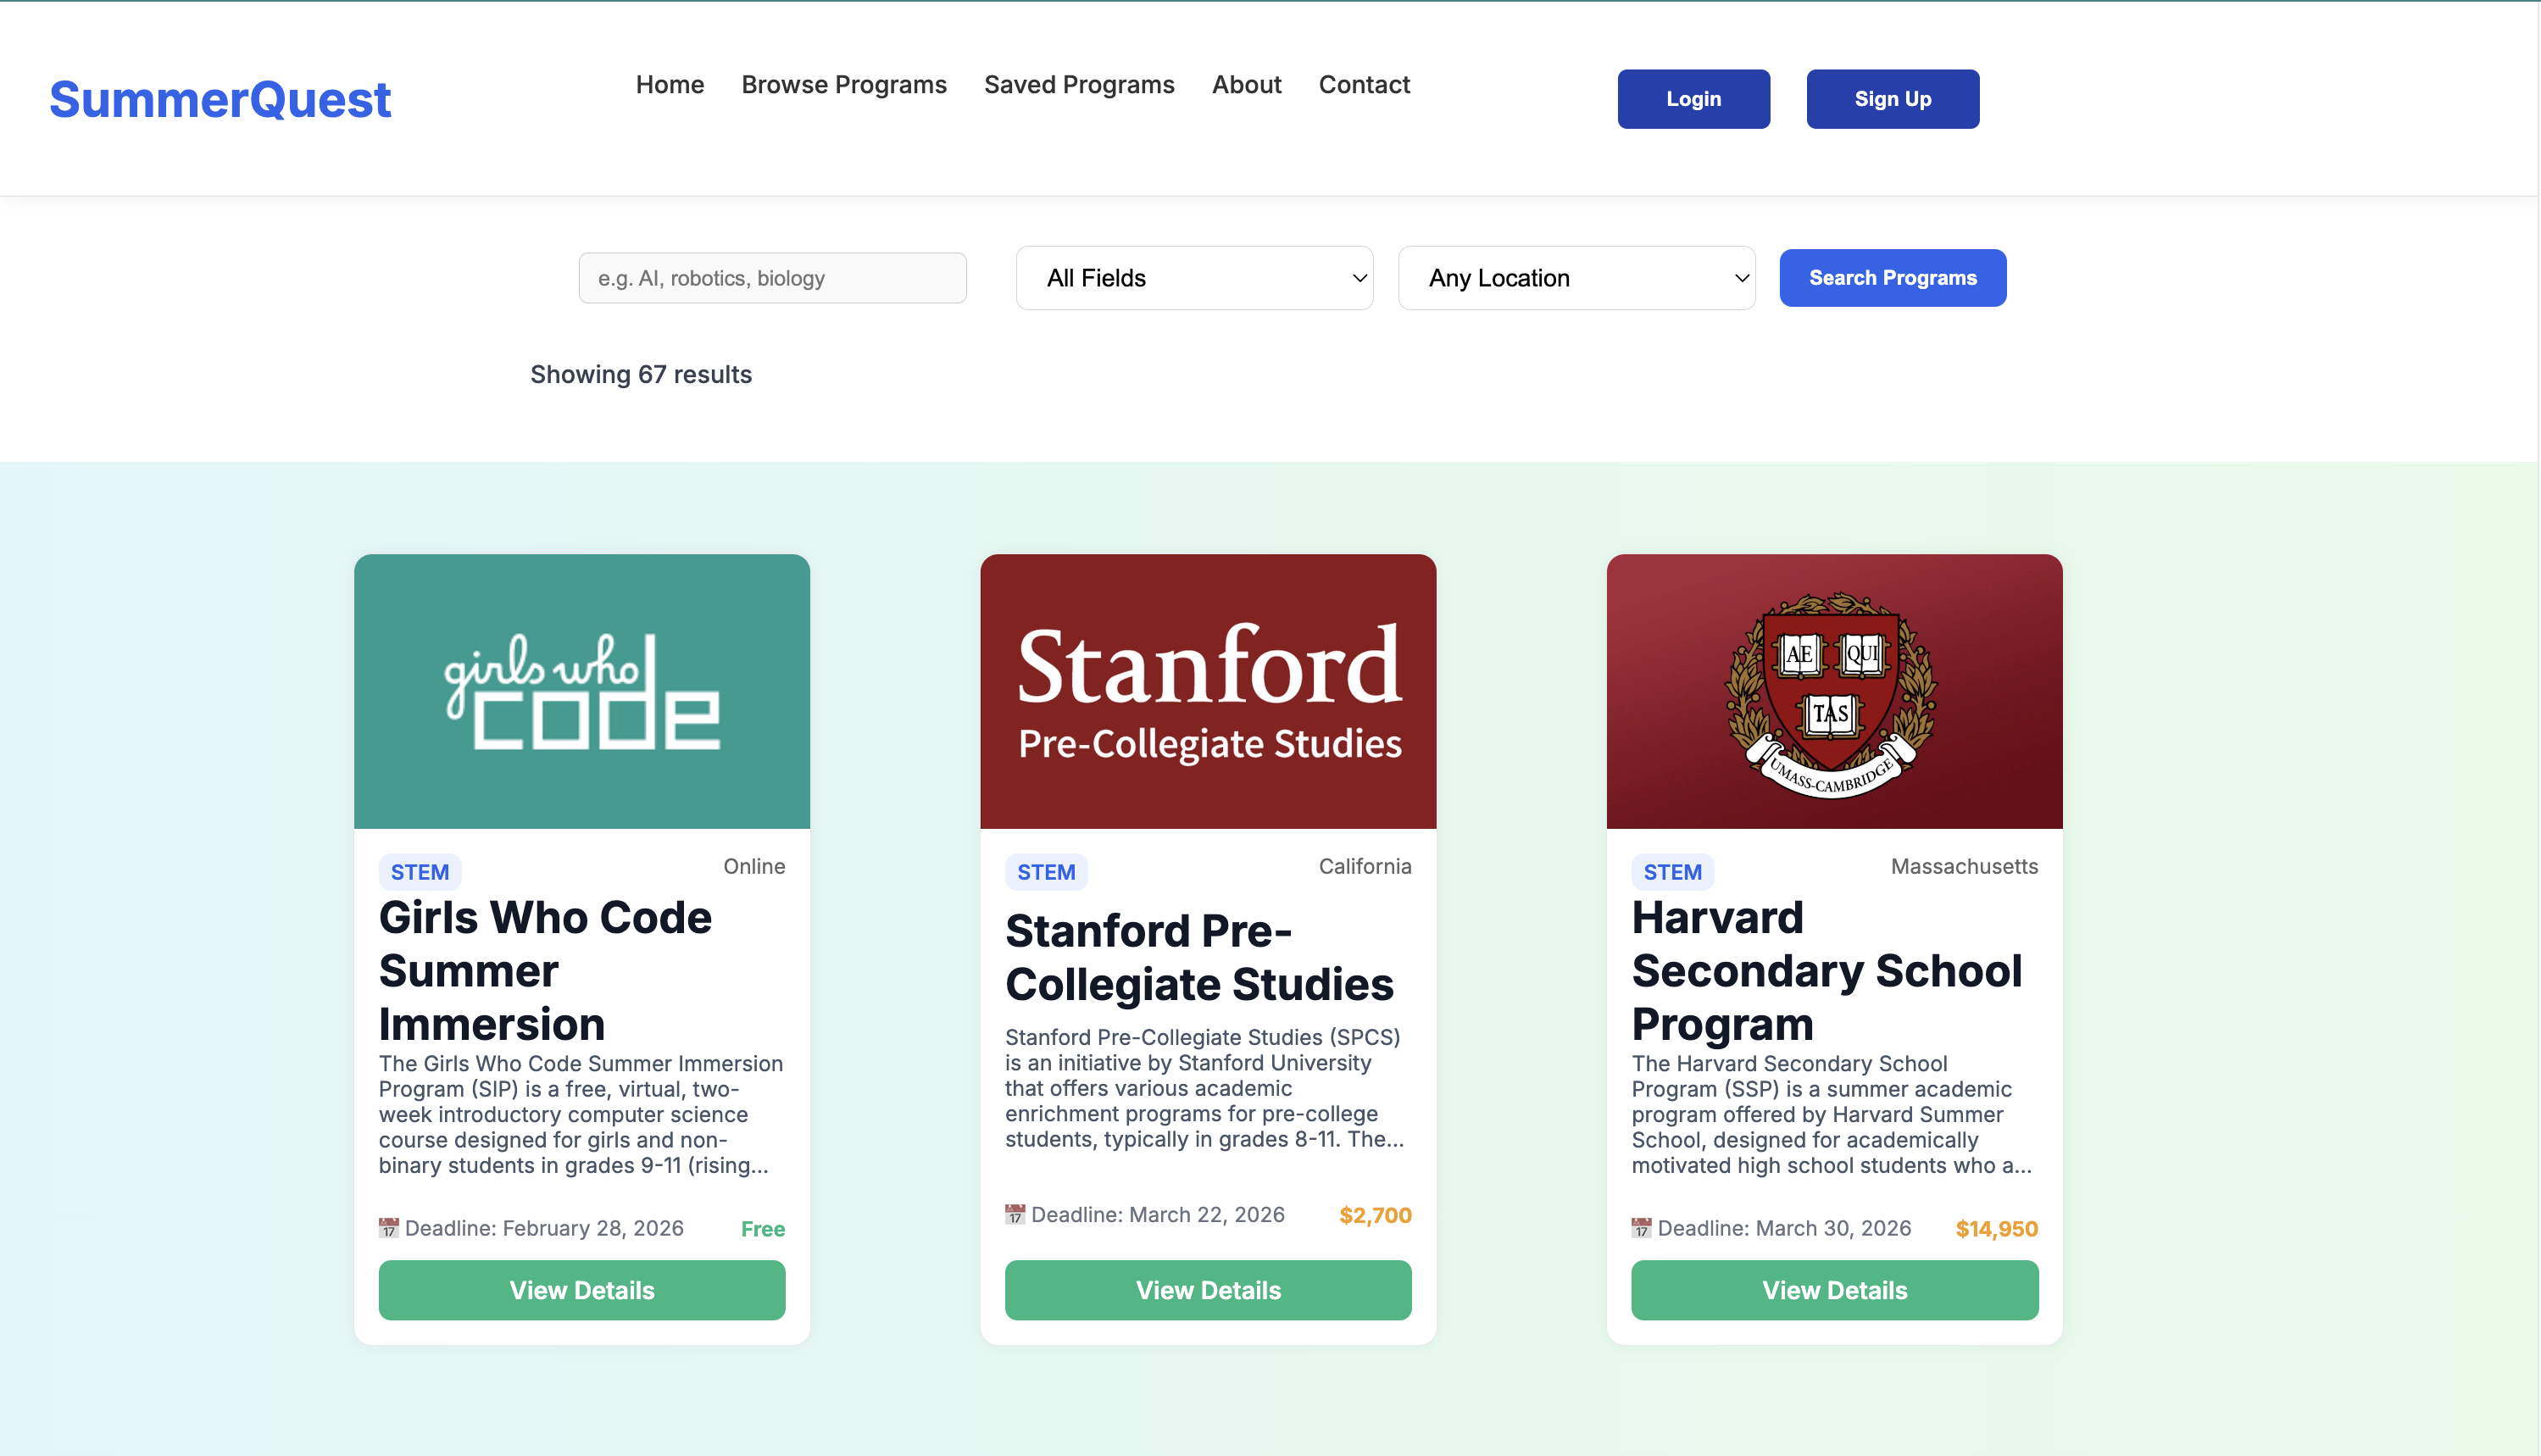 SummerQuest
Home Browse Programs Saved Programs About Contact
Login Sign Up
e.g. AI, robotics, biology
All Fields
Any Location
Search Programs
Showing 67 results
girls who
code
STEM Online
Girls Who Code
Summer
Immersion
The Girls Who Code Summer Immersion
Program (SIP) is a free, virtual, two-
week introductory computer science
course designed for girls and non-
binary students in grades 9-11 (rising...
17 Deadline: February 28, 2026 Free
View Details
Stanford
Pre-Collegiate Studies
STEM California
Stanford Pre-
Collegiate Studies
Stanford Pre-Collegiate Studies (SPCS)
is an initiative by Stanford University
that offers various academic
enrichment programs for pre-college
students, typically in grades 8-11. The...
17 Deadline: March 22, 2026 $2,700
View Details
AE QUI
TAS
UMASS-CAMBRIDGE
STEM Massachusetts
Harvard
Secondary School
Program
The Harvard Secondary School
Program (SSP) is a summer academic
program offered by Harvard Summer
School, designed for academically
motivated high school students who a...
17 Deadline: March 30, 2026 $14,950
View Details